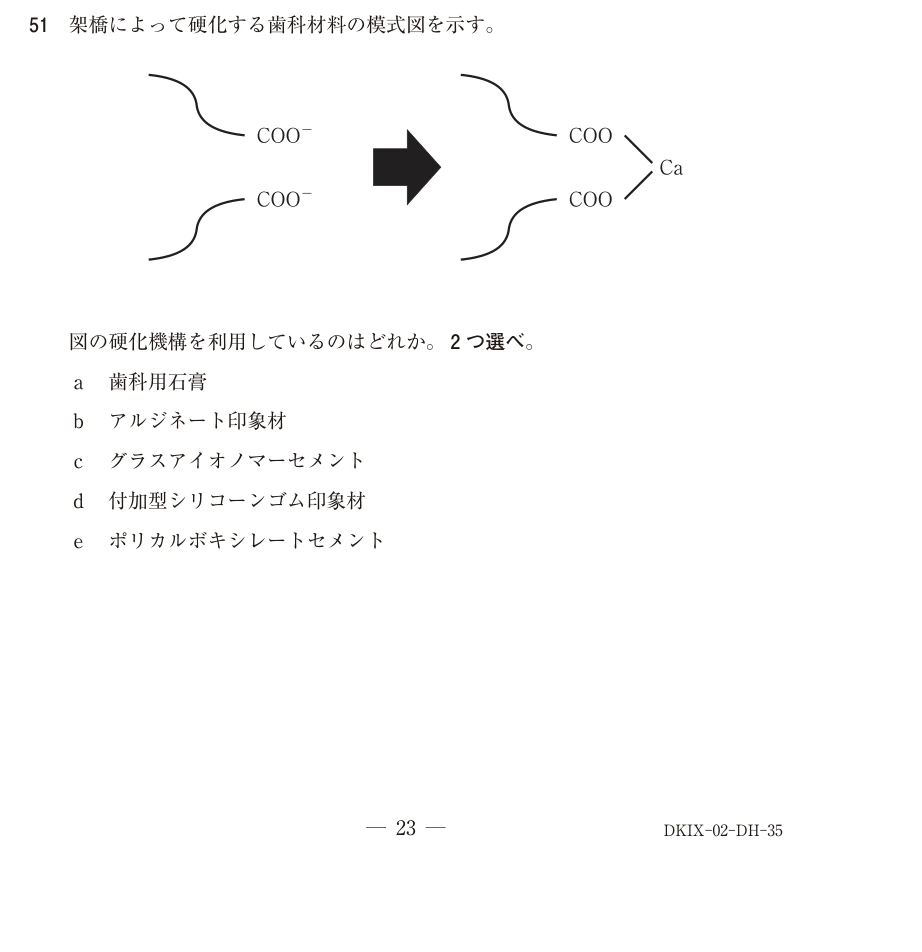 51 架橋によって硬化する歯科材料の模式図を示す。
COO⁻ COO
Ca
COO⁻ COO
図の硬化機構を利用しているのはどれか。2つ選べ。
a 歯科用石膏
b アルジネート印象材
c グラスアイオノマーセメント
d 付加型シリコーンゴム印象材
e ポリカルボキシレートセメント
— 23 —
DKIX-02-DH-35